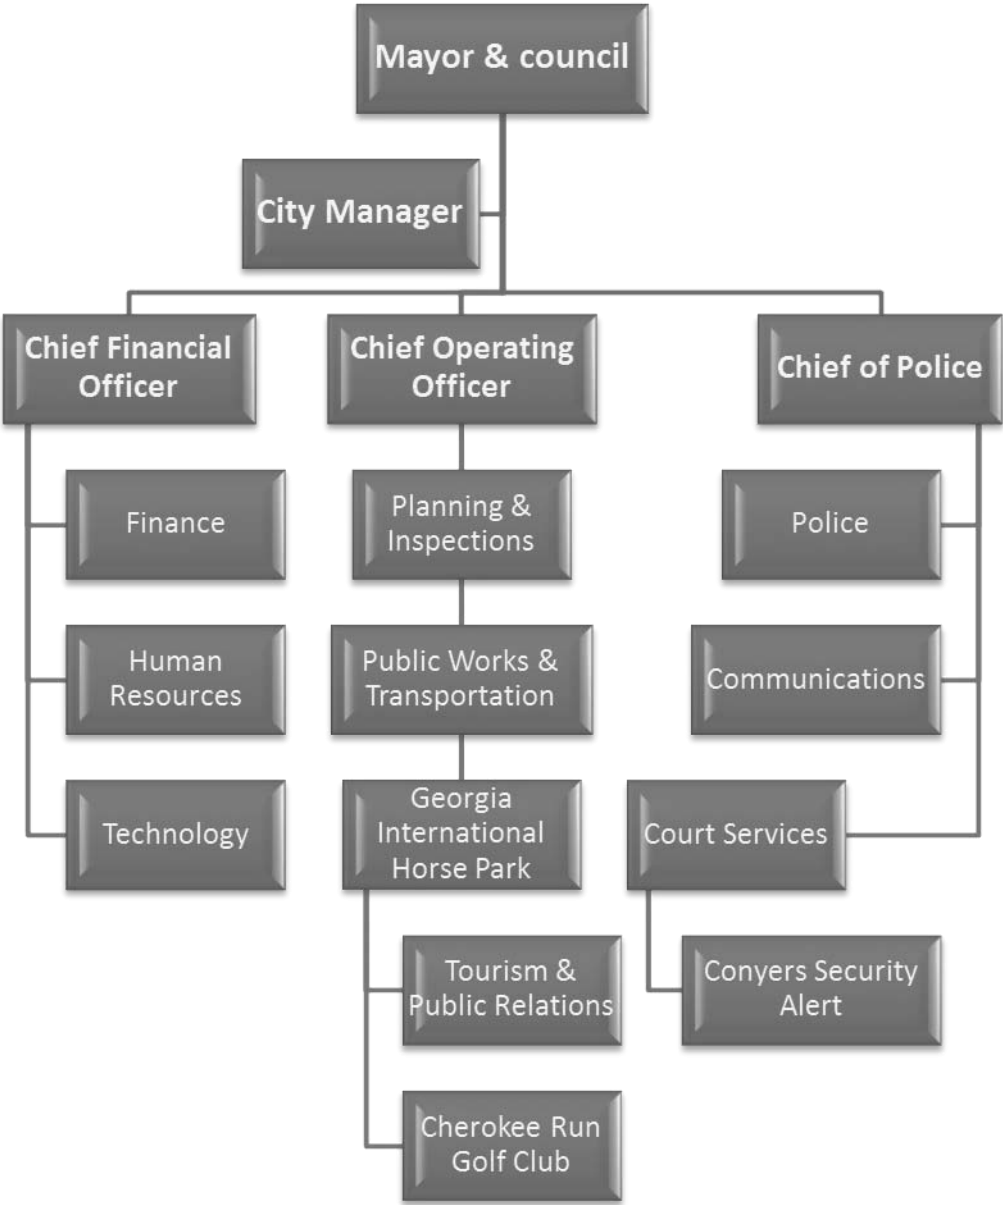 Mayor & council
City Manager
Chief Financial
Officer
Chief Operating
Officer
Chief of Police
Finance
Planning &
Inspections
Police
Human
Resources
Public Works &
Transportation
Communications
Technology
Georgia
International
Horse Park
Court Services
Tourism &
Public Relations
Conyers Security
Alert
Cherokee Run
Golf Club